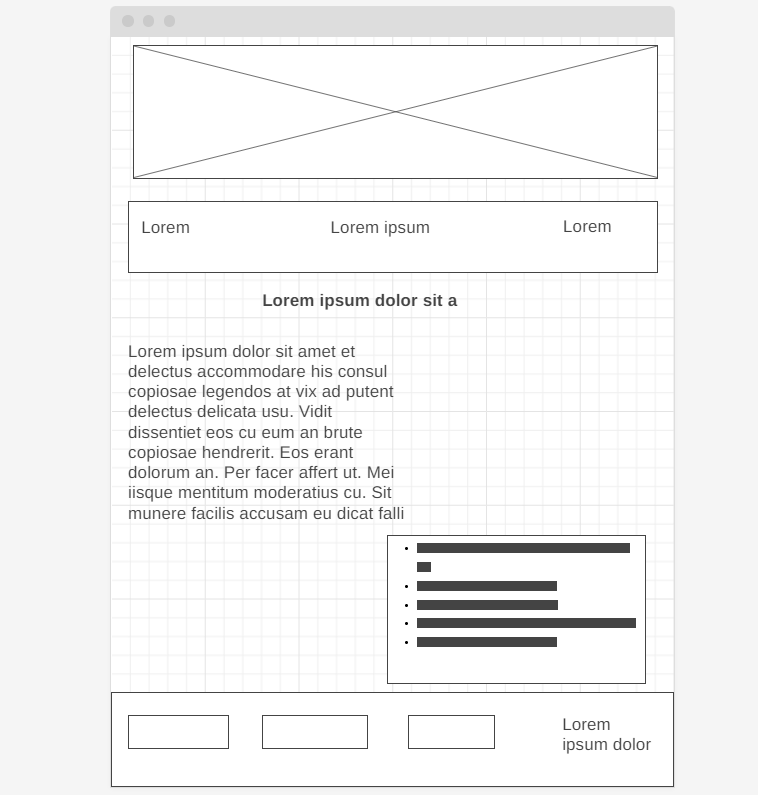 Lorem
Lorem ipsum
Lorem
Lorem ipsum dolor sit a
Lorem ipsum dolor sit amet et
delectus accommodare his consul
copiosae legendos at vix ad putent
delectus delicata usu. Vidit
dissentiet eos cu eum an brute
copiosae hendrerit. Eos erant
dolorum an. Per facer affert ut. Mei
iisque mentitum moderatius cu. Sit
munere facilis accusam eu dicat falli
Lorem
ipsum dolor